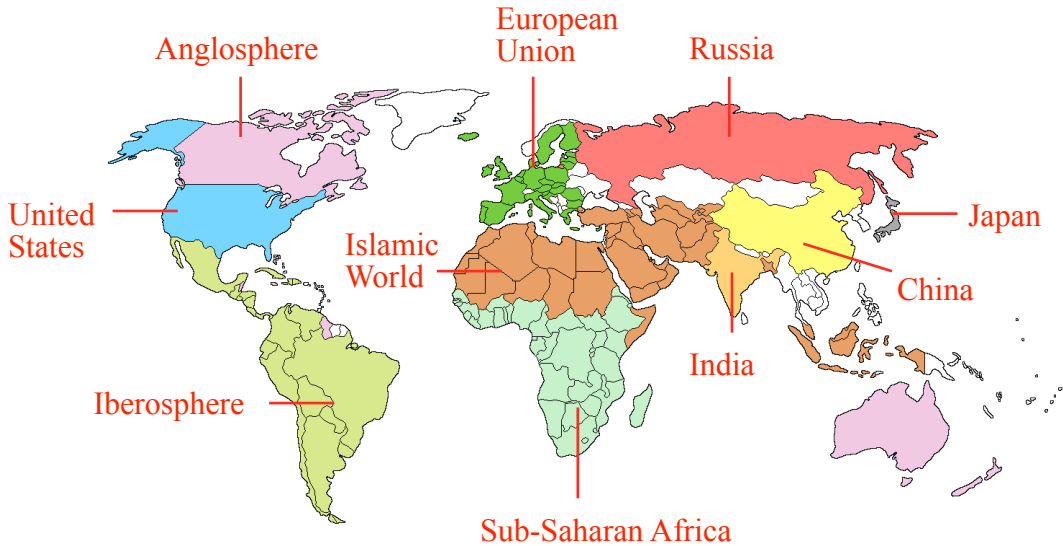 European
Union
Anglosphere
Russia
United
States
Islamic
World
Japan
China
India
Iberosphere
Sub-Saharan Africa